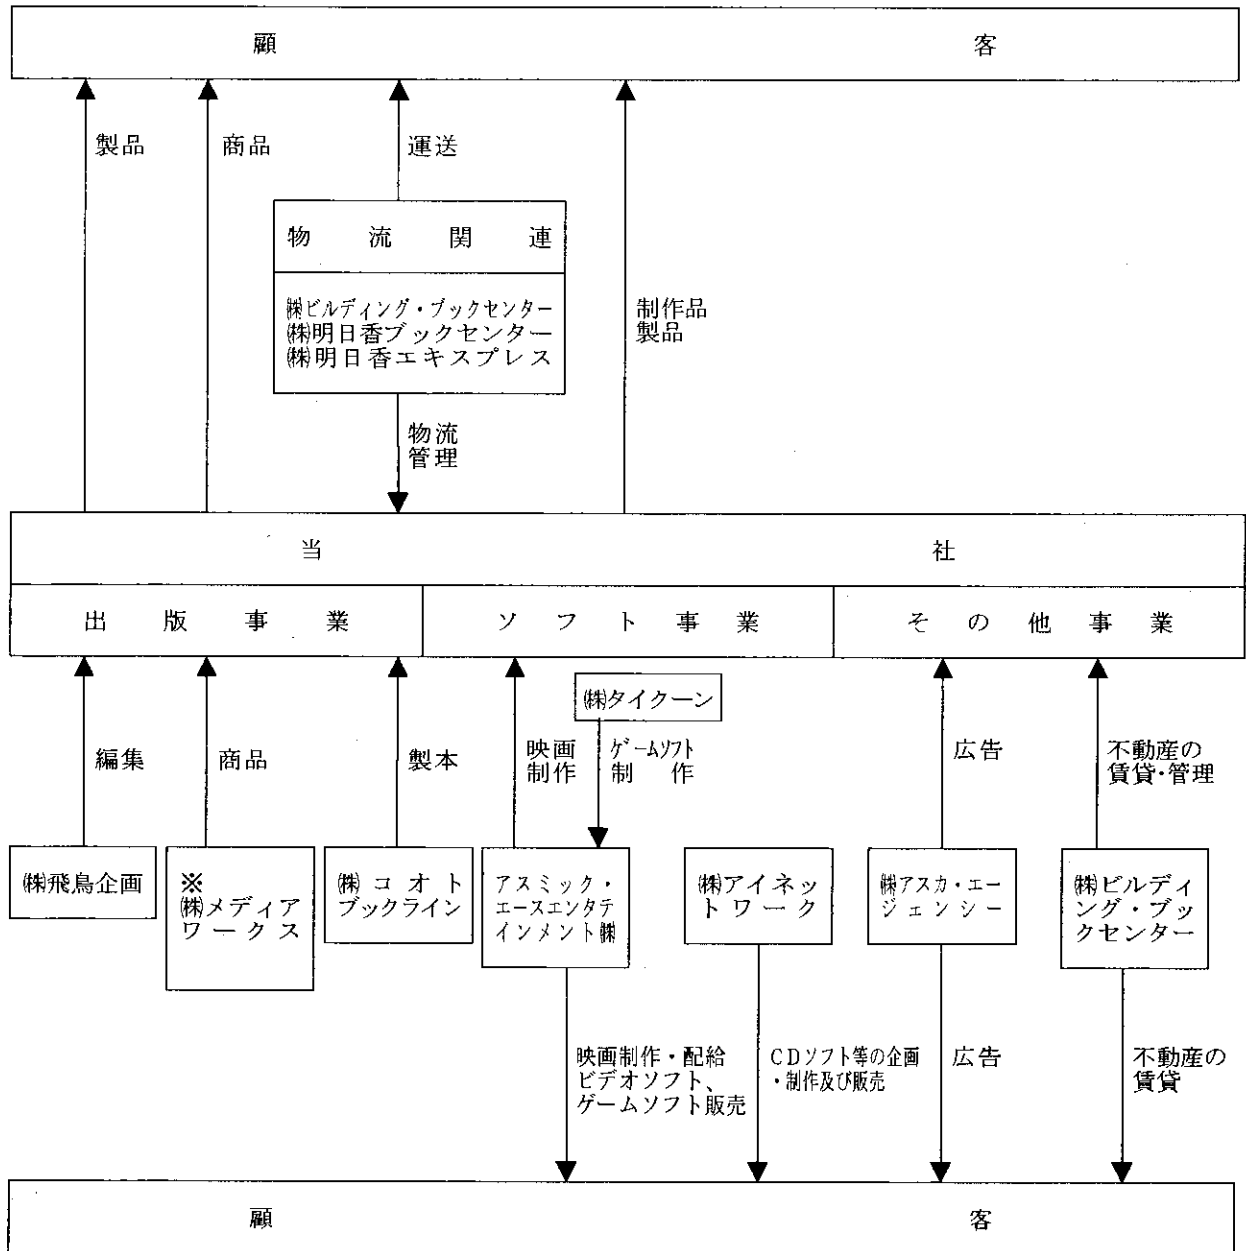 顧客
製品
商品
運送
物流関連
㈱ビルディング・ブックセンター
㈱明日香ブックセンター
㈱明日香エキスプレス
制作品
製品
物流
管理
当社
出版事業
ソフト事業
その他事業
㈱タイクーン
編集
商品
製本
映画
制作
ゲームソフト
制作
広告
不動産の
賃貸・管理
㈱飛鳥企画
※
㈱メディア
ワークス
㈱コオト
ブックライン
アスミック・
エースエンタテ
インメント㈱
㈱アイネッ
トワーク
㈱アスカ・エー
ジェンシー
㈱ビルディ
ング・ブッ
クセンター
映画制作・配給
ビデオソフト、
ゲームソフト販売
CDソフト等の企画
・制作及び販売
広告
不動産の
賃貸
顧客